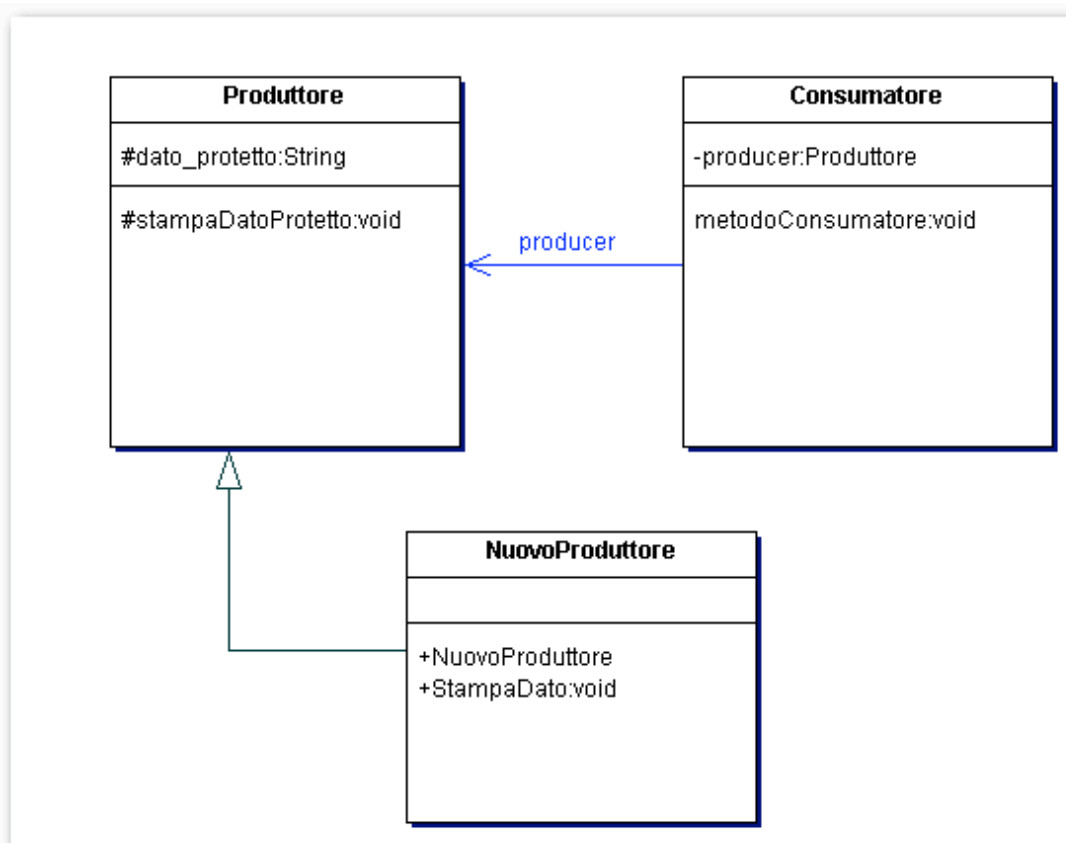 Produttore
#dato_protetto:String
#stampaDatoProtetto:void
producer
Consumatore
-producer:Produttore
metodoConsumatore:void
NuovoProduttore
+NuovoProduttore
+StampaDato:void